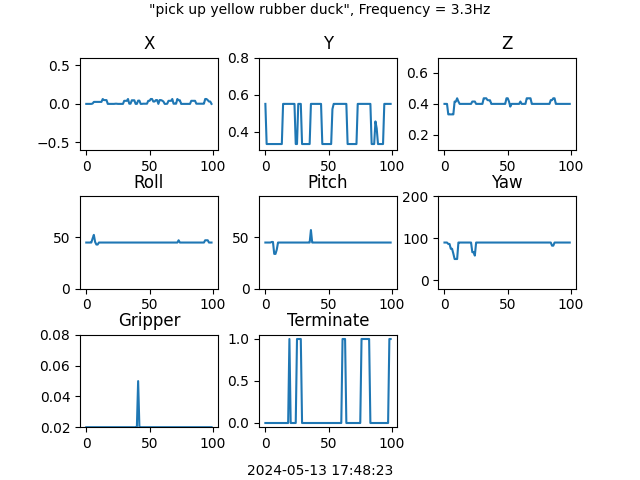 "pick up yellow rubber duck", Frequency = 3.3Hz
X Y Z
0.5 0.0 −0.5 0 50 100
0.8 0.6 0.4 0 50 100
0.6 0.4 0.2 0 50 100
Roll Pitch Yaw
50 0 0 50 100
50 0 0 50 100
200 100 0 0 50 100
Gripper Terminate
0.08 0.06 0.04 0.02 0 50 100
1.0 0.5 0.0 0 50 100
2024-05-13 17:48:23